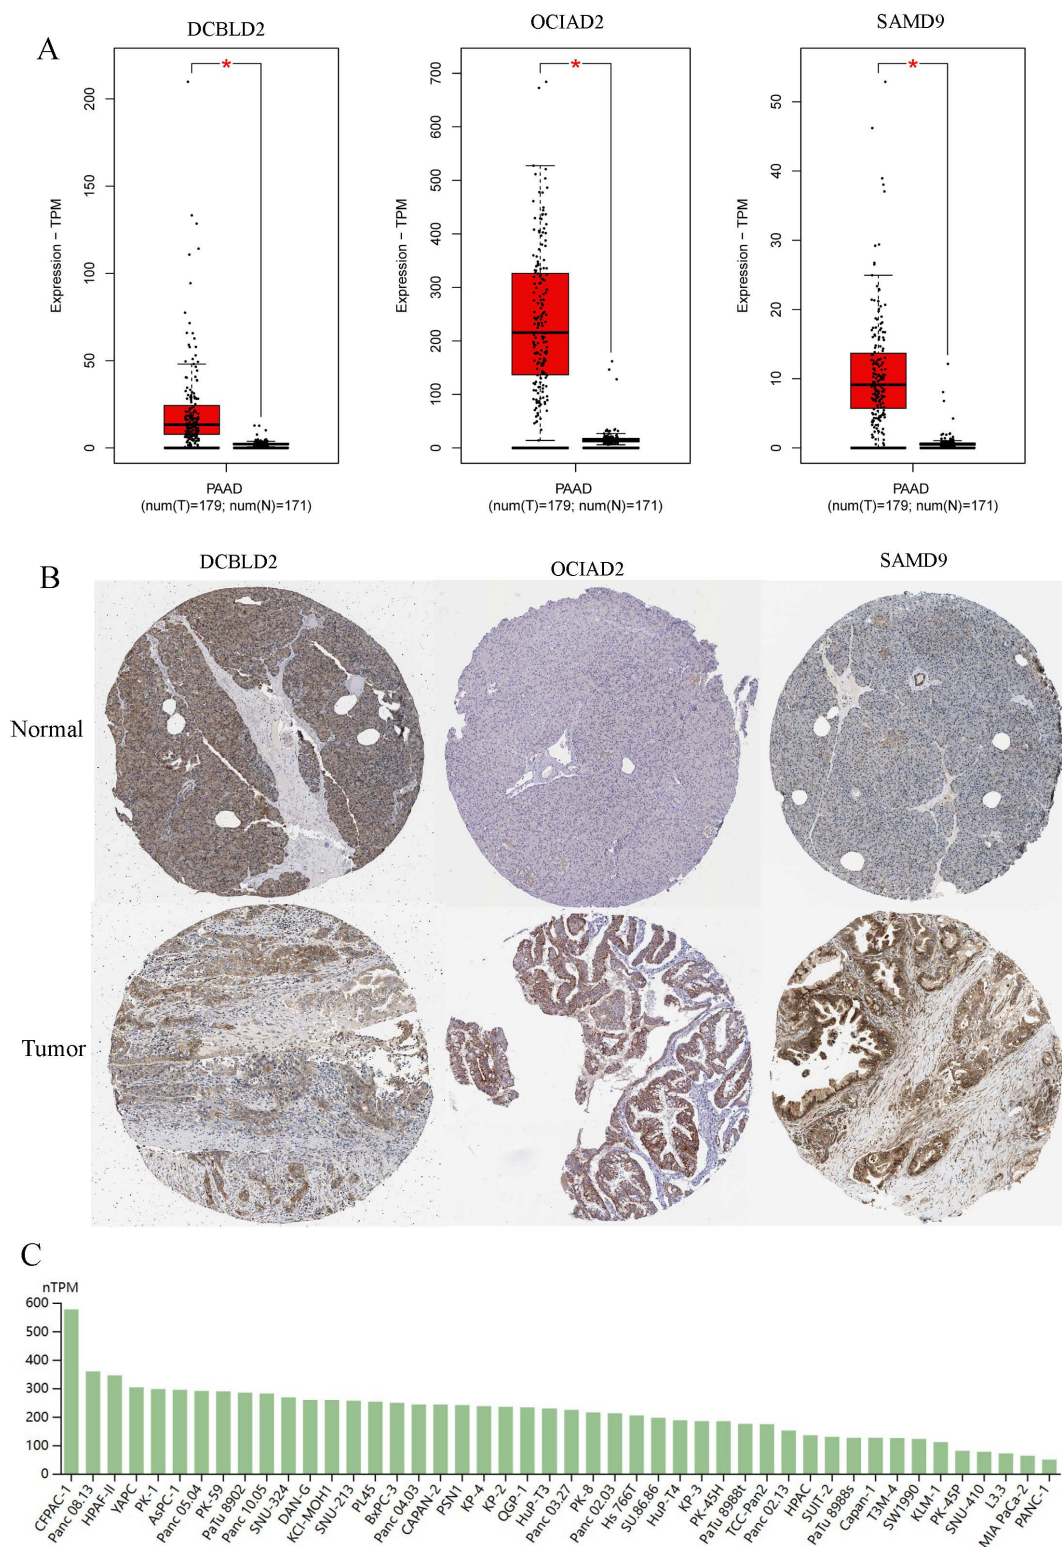 A
DCBLD2
OCIAD2
SAMD9
*
*
*
Expression − TPM
200
150
100
50
0
PAAD
(num(T)=179; num(N)=171)
Expression − TPM
700
600
500
400
300
200
100
0
PAAD
(num(T)=179; num(N)=171)
Expression − TPM
50
40
30
20
10
0
PAAD
(num(T)=179; num(N)=171)
B
DCBLD2
OCIAD2
SAMD9
Normal
Tumor
C
nTPM
600
500
400
300
200
100
0
CFPAC-1
Panc 08.13
HPAF-II
YAPC
PK-1
AsPC-1
Panc 05.04
PK-59
PaTu 8902
Panc 10.05
SNU-324
DAN-G
KCI-MOH1
SNU-213
PL45
BxPC-3
Panc 04.03
CAPAN-2
PSN1
KP-4
KP-2
QGP-1
HuP-T3
Panc 03.27
PK-8
Panc 02.03
Hs 766T
SU.86.86
HuP-T4
KP-3
PK-45H
PaTu 8988t
TCC-Pan2
Panc 02.13
HPAC
SUIT-2
PaTu 8988s
Capan-1
T3M-4
SW1990
KLM-1
PK-45P
SNU-410
L3.3
MIA PaCa-2
PANC-1